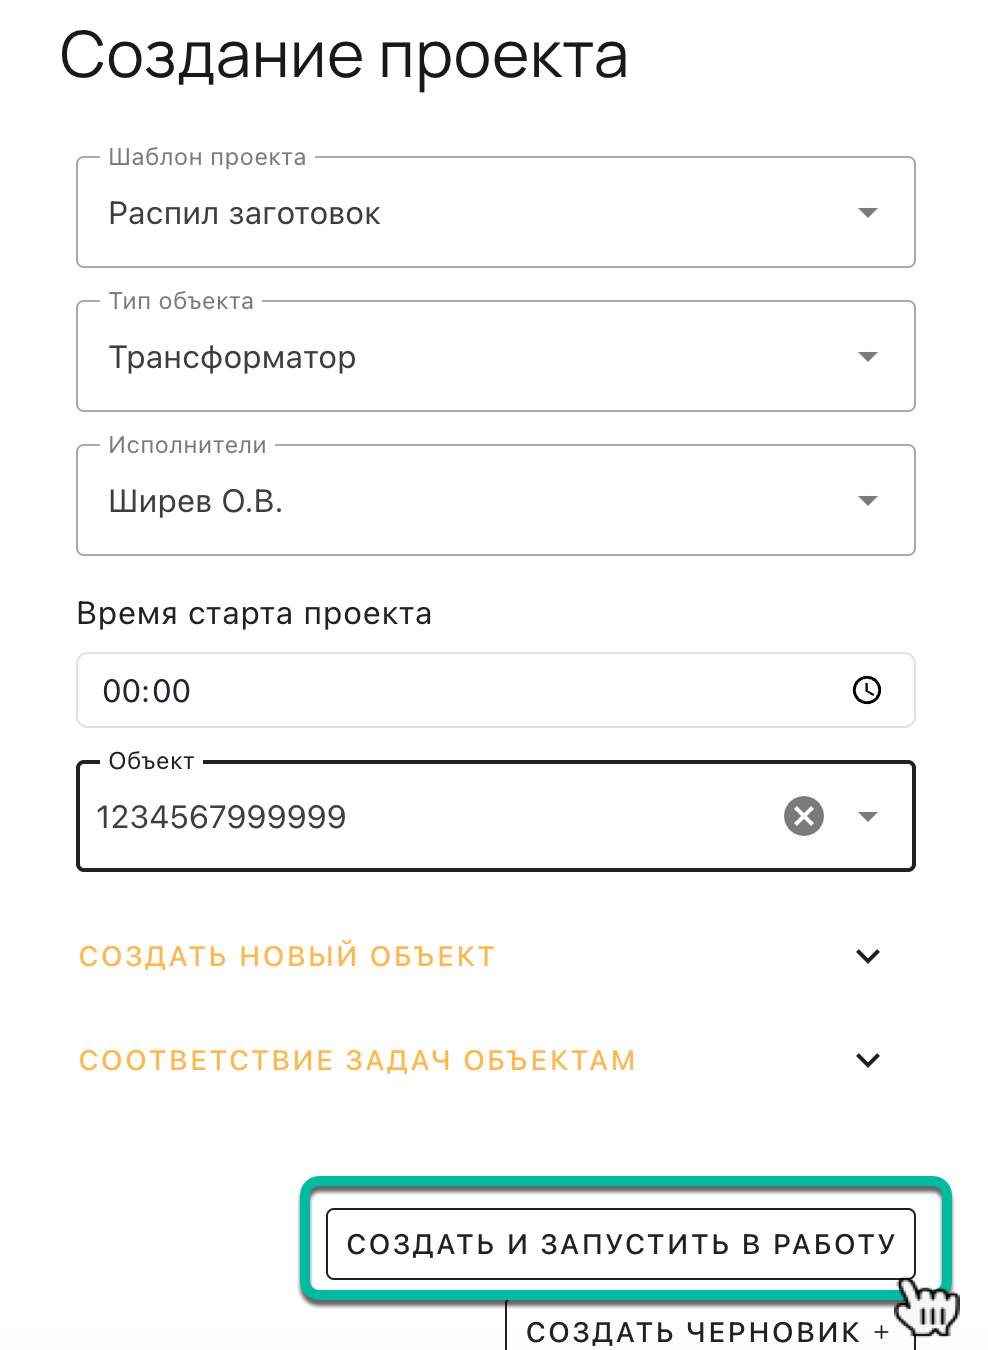 Создание проекта
Шаблон проекта
Распил заготовок
Тип объекта
Трансформатор
Исполнители
Ширев О.В.
Время старта проекта
00:00
Объект
1234567999999
СОЗДАТЬ НОВЫЙ ОБЪЕКТ
СООТВЕТСТВИЕ ЗАДАЧ ОБЪЕКТАМ
СОЗДАТЬ И ЗАПУСТИТЬ В РАБОТУ
СОЗДАТЬ ЧЕРНОВИК +